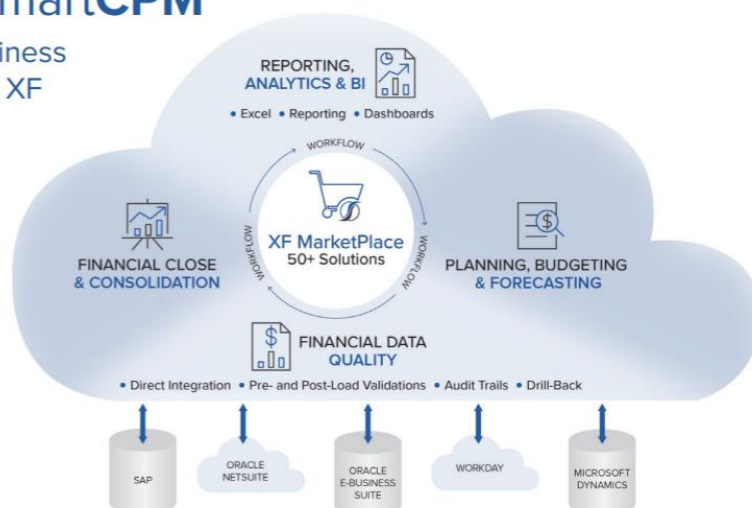 martCPM
iness
XF
REPORTING,
ANALYTICS & BI
• Excel • Reporting • Dashboards
WORKFLOW
XF MarketPlace
50+ Solutions
WORKFLOW
WORKFLOW
FINANCIAL CLOSE
& CONSOLIDATION
PLANNING, BUDGETING
& FORECASTING
FINANCIAL DATA
QUALITY
• Direct Integration • Pre- and Post-Load Validations • Audit Trails • Drill-Back
SAP
ORACLE
NETSUITE
ORACLE
E-BUSINESS
SUITE
WORKDAY
MICROSOFT
DYNAMICS